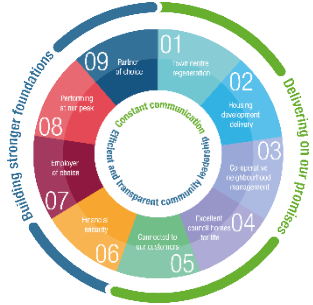 Building stronger foundations
Delivering on our promises
Constant communication
Efficient and transparent community leadership
01
Town centre
regeneration
02
Housing
development
delivery
03
Co-operative
neighbourhood
management
04
Excellent
council homes
for life
05
Connected to
our customers
06
Financial
security
07
Employer
of choice
08
Performing
at our peak
09
Partner
of choice